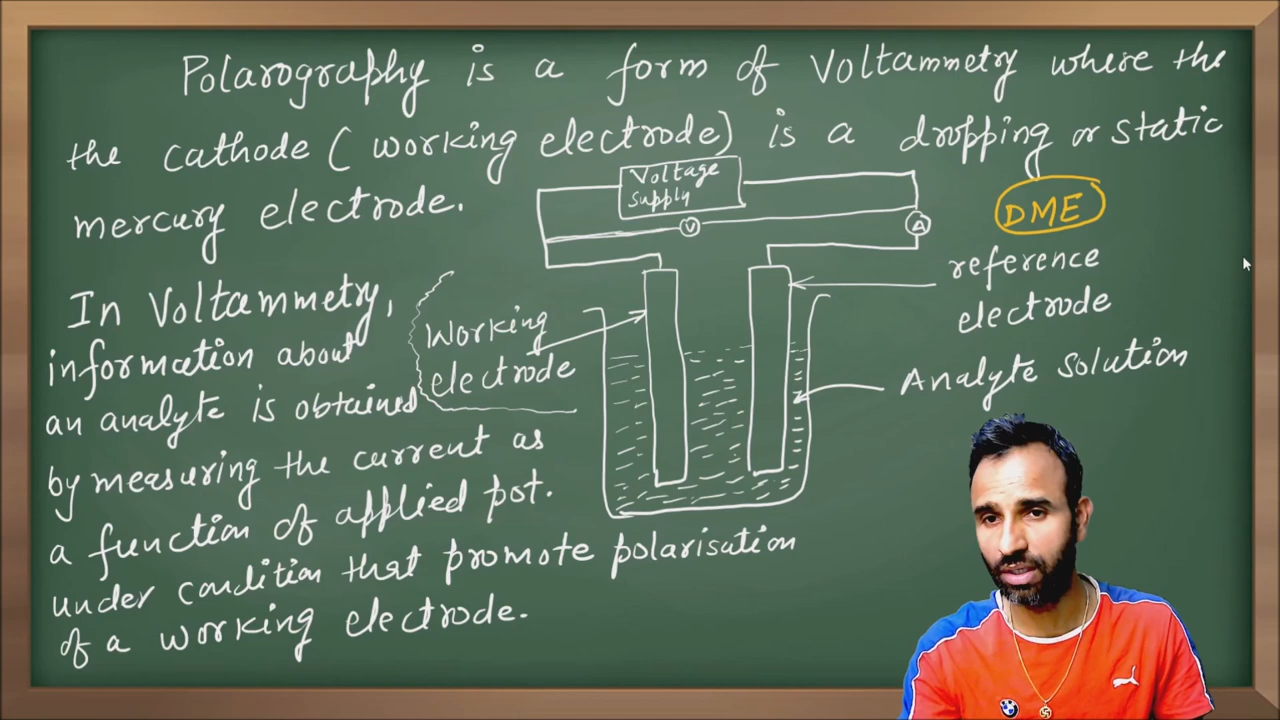 Polarography is a form of Voltammetry where the
the cathode (working electrode) is a dropping or static
mercury electrode.
DME
Voltage
supply
V
A
reference
electrode
Working
electrode
Analyte solution
In Voltammetry,
information about
an analyte is obtained
by measuring the current as
a function of applied pot.
under condition that promote polarisation
of a working electrode.